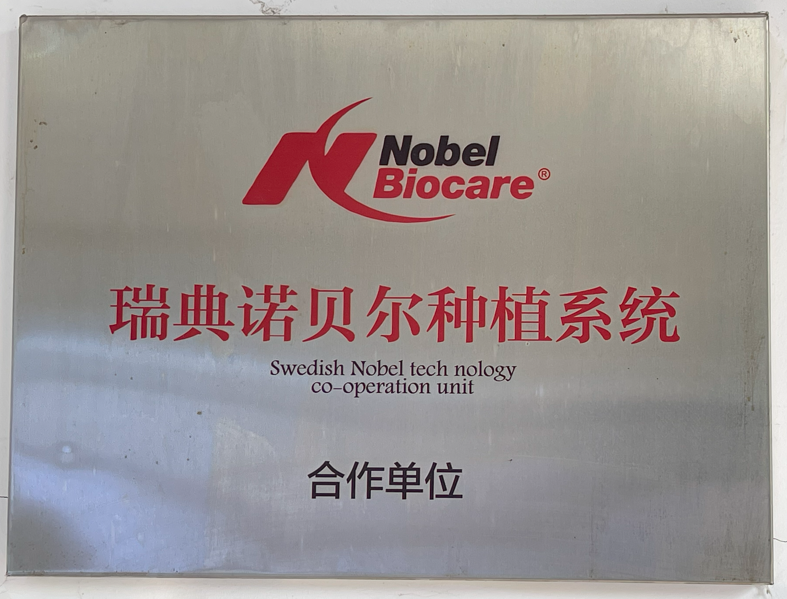 Nobel
Biocare®
瑞典诺贝尔种植系统
Swedish Nobel tech nology
co-operation unit
合作单位